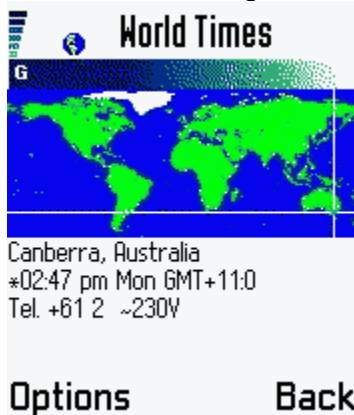 World Times
G
Canberra, Australia
*02:47 pm Mon GMT+11:0
Tel. +61 2 ~230V
Options Back